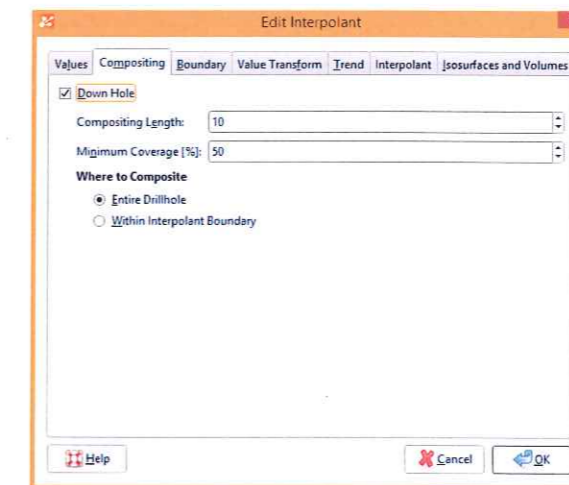 Edit Interpolant
Values Compositing Boundary Value Transform Trend Interpolant Isosurfaces and Volumes
Down Hole
Compositing Length: 10
Minimum Coverage [%]: 50
Where to Composite
Entire Drillhole
Within Interpolant Boundary
Help Cancel OK